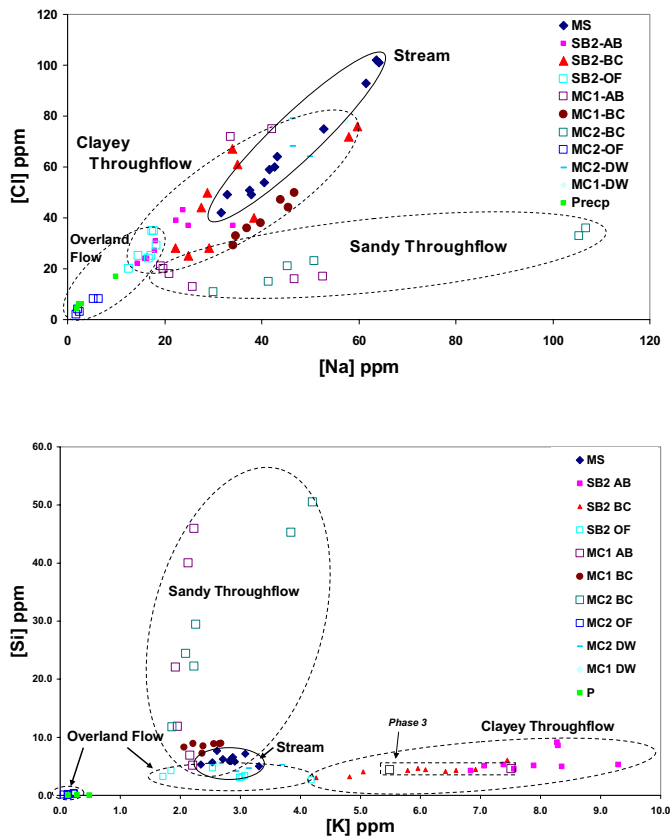 120
100
80
60
40
20
0
[Cl] ppm
0 20 40 60 80 100 120
[Na] ppm
Stream
Clayey
Throughflow
Overland
Flow
Sandy Throughflow
MS
SB2-AB
SB2-BC
SB2-OF
MC1-AB
MC1-BC
MC2-BC
MC2-OF
MC2-DW
MC1-DW
Precp
60.0
50.0
40.0
30.0
20.0
10.0
0.0
[Si] ppm
0.0 1.0 2.0 3.0 4.0 5.0 6.0 7.0 8.0 9.0 10.0
[K] ppm
Sandy Throughflow
Overland Flow
Stream
Phase 3
Clayey Throughflow
MS
SB2 AB
SB2 BC
SB2 OF
MC1 AB
MC1 BC
MC2 BC
MC2 OF
MC2 DW
MC1 DW
P